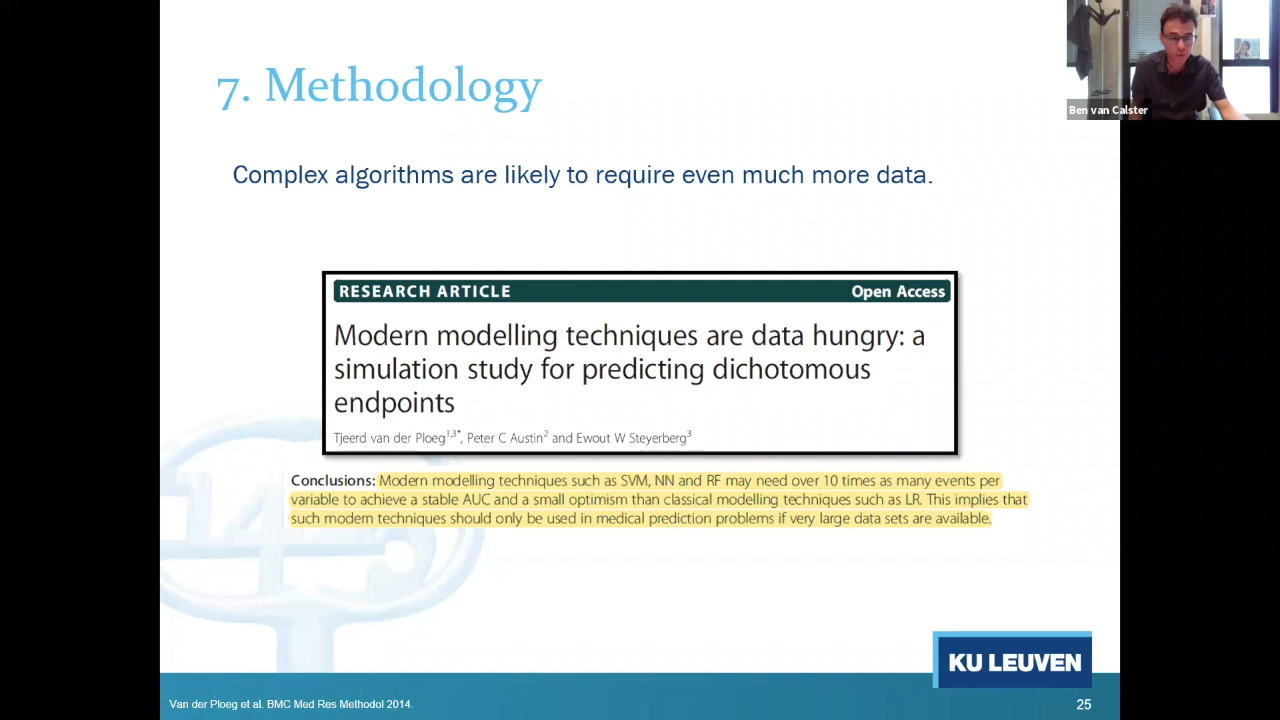 7. Methodology
Ben van Calster
Complex algorithms are likely to require even much more data.
RESEARCH ARTICLE Open Access
Modern modelling techniques are data hungry: a
simulation study for predicting dichotomous
endpoints
Tjeerd van der Ploeg1,3*, Peter C Austin2 and Ewout W Steyerberg3
Conclusions: Modern modelling techniques such as SVM, NN and RF may need over 10 times as many events per
variable to achieve a stable AUC and a small optimism than classical modelling techniques such as LR. This implies that
such modern techniques should only be used in medical prediction problems if very large data sets are available.
KU LEUVEN
Van der Ploeg et al. BMC Med Res Methodol 2014.
25